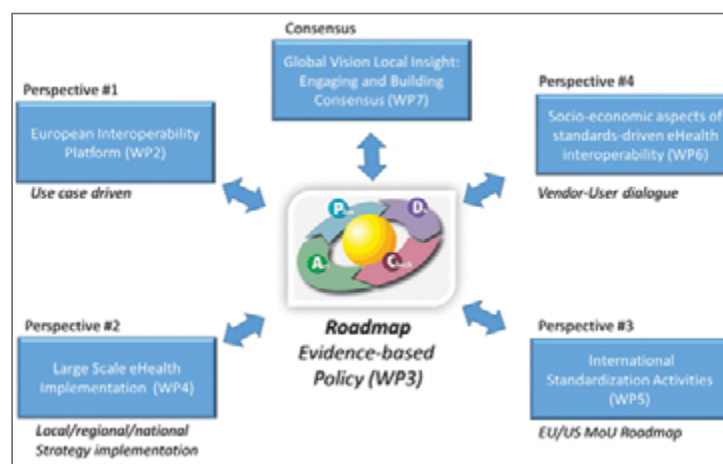 Consensus
Global Vision Local Insight:
Engaging and Building
Consensus (WP7)
Perspective #1
European Interoperability
Platform (WP2)
Use case driven
Perspective #4
Socio-economic aspects of
standards-driven eHealth
interoperability (WP6)
Vendor-User dialogue
P
D
A
Check
Roadmap
Evidence-based
Policy (WP3)
Perspective #2
Large Scale eHealth
Implementation (WP4)
Local/regional/national
Strategy implementation
Perspective #3
International
Standardization Activities
(WP5)
EU/US MoU Roadmap